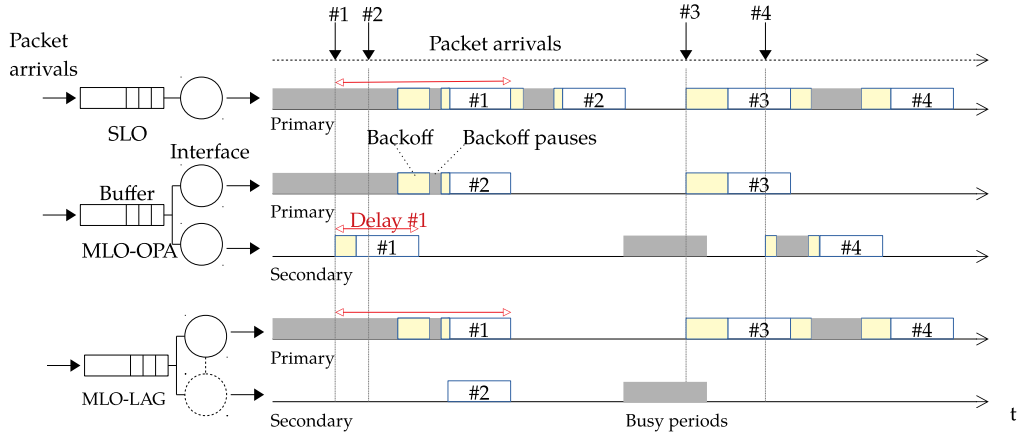 #1
#2
#3
#4
Packet
arrivals
Packet arrivals
#1
#2
#3
#4
SLO
Primary
Backoff
Backoff pauses
Interface
Buffer
#2
#3
Primary
Delay #1
MLO-OPA
#1
#4
Secondary
#1
#3
#4
Primary
MLO-LAG
#2
Secondary
Busy periods
t